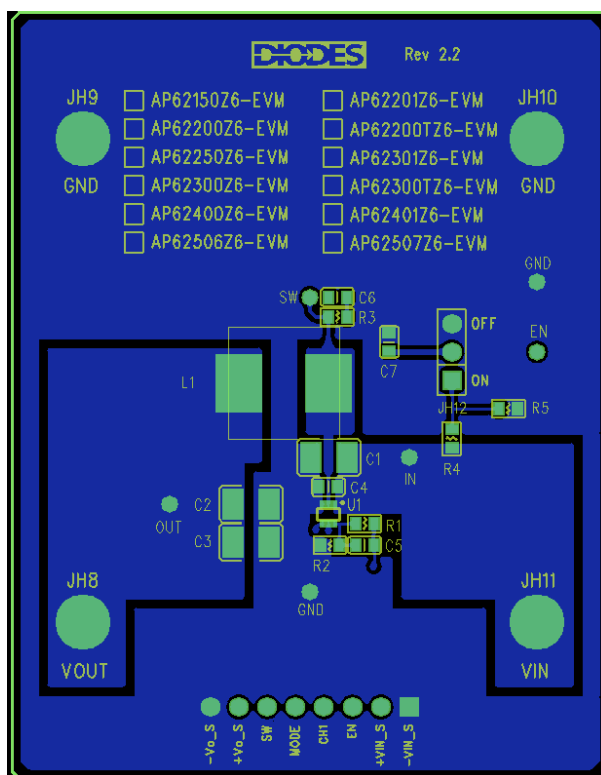 DIODES Rev 2.2
JH9 JH10
AP62150Z6-EVM AP62201Z6-EVM
AP62200Z6-EVM AP62200TZ6-EVM
AP62250Z6-EVM AP62301Z6-EVM
GND AP62300Z6-EVM AP62300TZ6-EVM GND
AP62400Z6-EVM AP62401Z6-EVM
AP62506Z6-EVM AP62507Z6-EVM
GND
SW C6
R3 OFF
EN
C7
L1 ON
JH12 R5
C1
R4
IN
C4
C2 U1
OUT R1
C3 C5
R2
JH8 JH11
GND
VOUT VIN
-Vo_S
+Vo_S
SW
MODE
CH1
EN
+VIN_S
-VIN_S